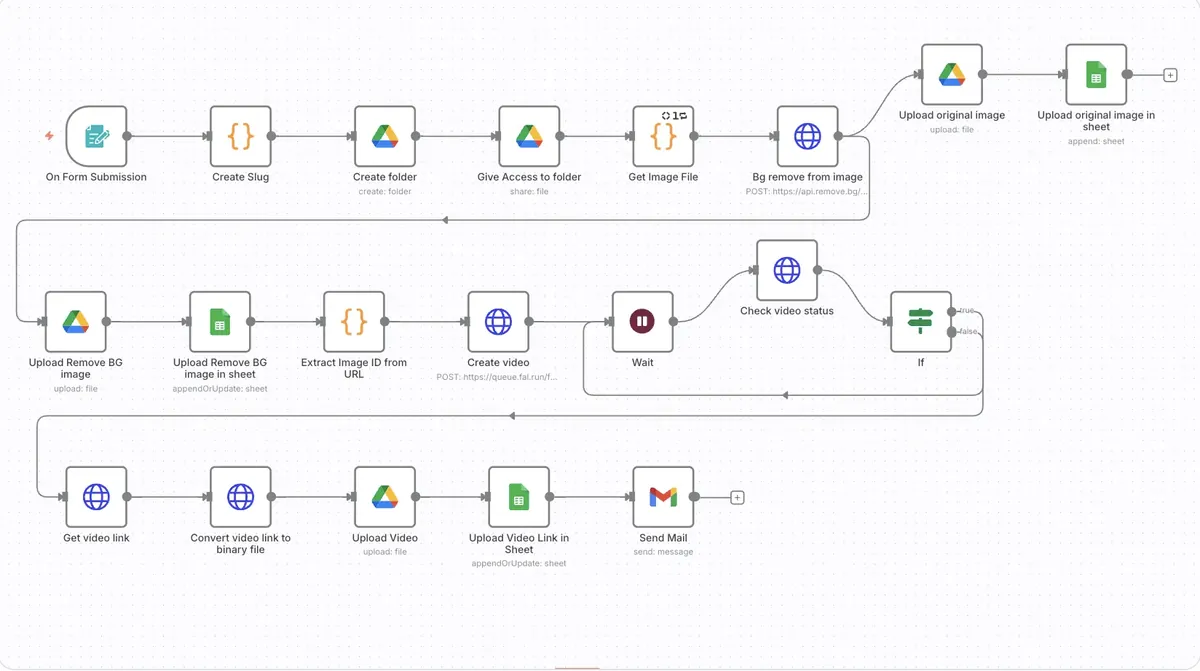 Upload original image
upload: file
Upload original image in
sheet
append: sheet
1
On Form Submission
Create Slug
Create folder
create: folder
Give Access to folder
share: file
Get Image File
Bg remove from image
POST: https://api.remove.bg/...
Check video status
true
false
Upload Remove BG
image
upload: file
Upload Remove BG
image in sheet
appendOrUpdate: sheet
Extract Image ID from
URL
Create video
POST: https://queue.fal.run/f...
Wait
If
Get video link
Convert video link to
binary file
Upload Video
upload: file
Upload Video Link in
Sheet
appendOrUpdate: sheet
Send Mail
send: message